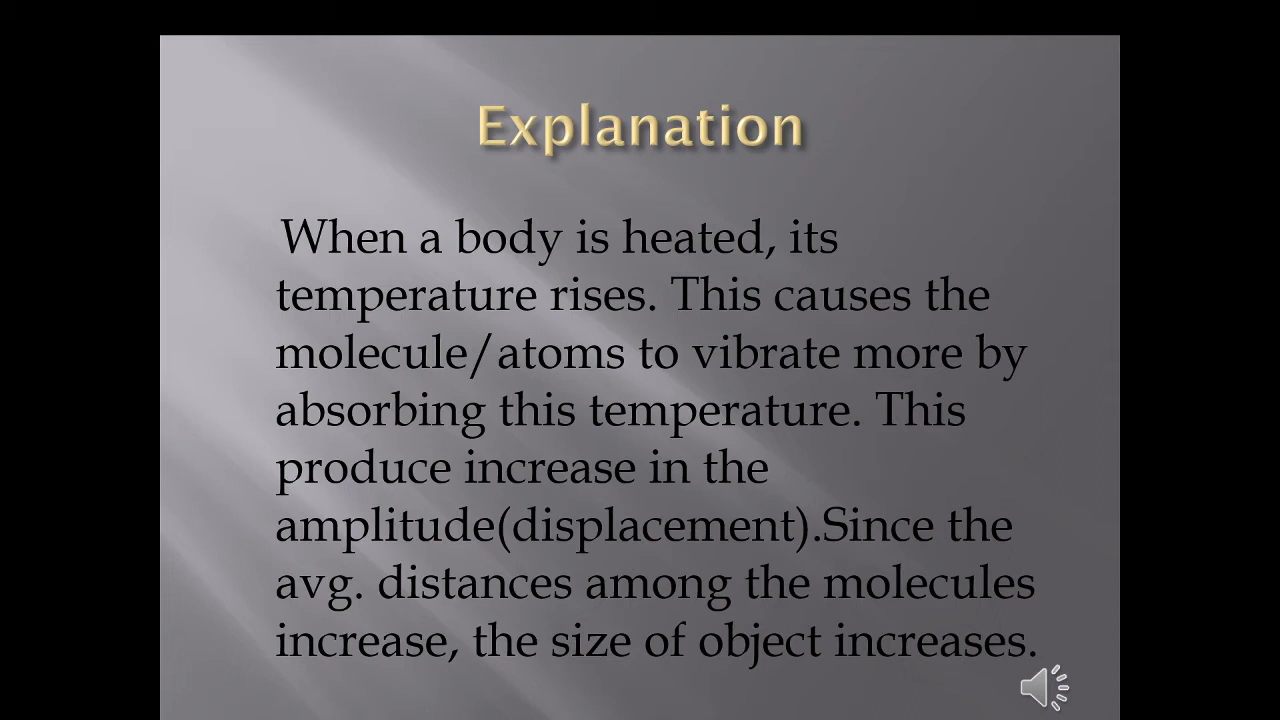 Explanation
When a body is heated, its
temperature rises. This causes the
molecule/atoms to vibrate more by
absorbing this temperature. This
produce increase in the
amplitude(displacement).Since the
avg. distances among the molecules
increase, the size of object increases.